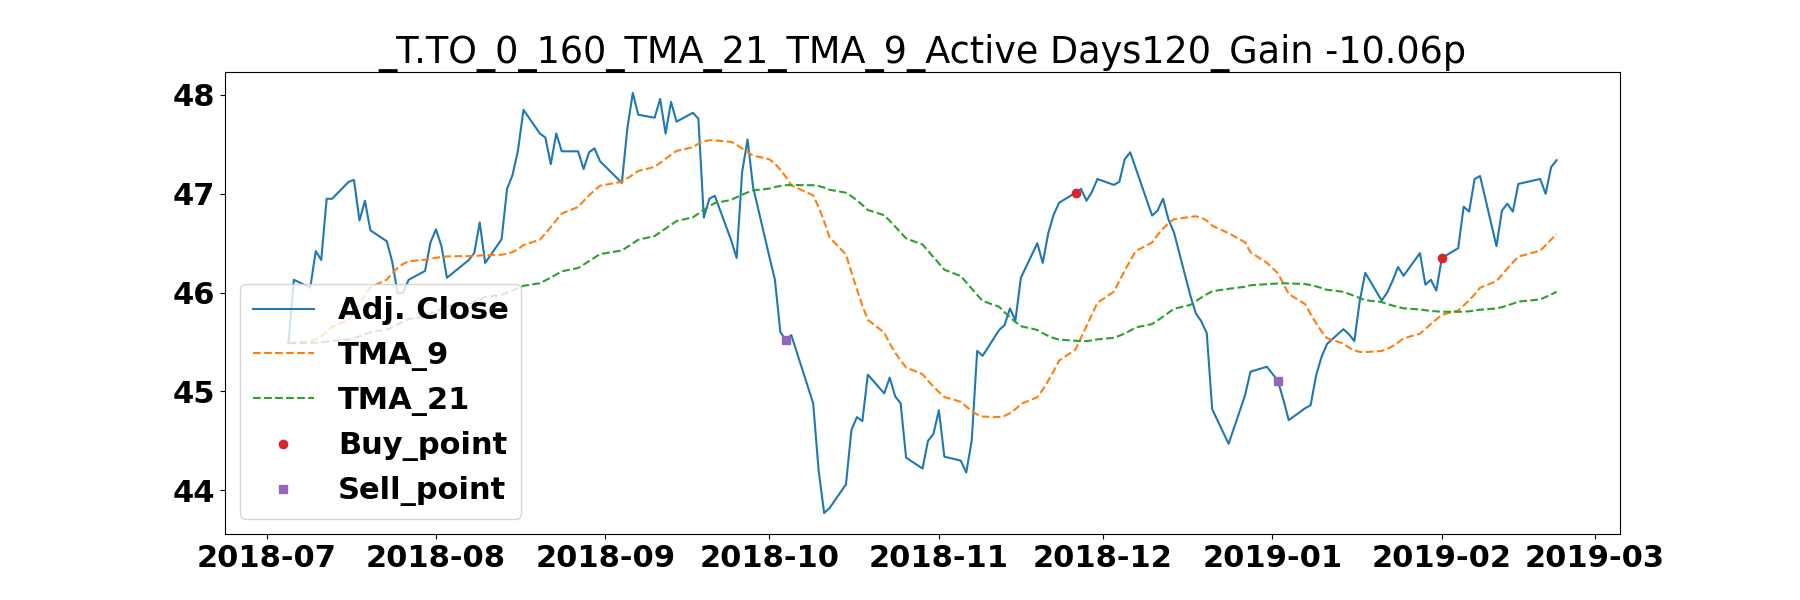 _T.TO_0_160_TMA_21_TMA_9_Active Days120_Gain -10.06p
48
47
46
45
44
Adj. Close
TMA_9
TMA_21
Buy_point
Sell_point
2018-07 2018-08 2018-09 2018-10 2018-11 2018-12 2019-01 2019-02 2019-03